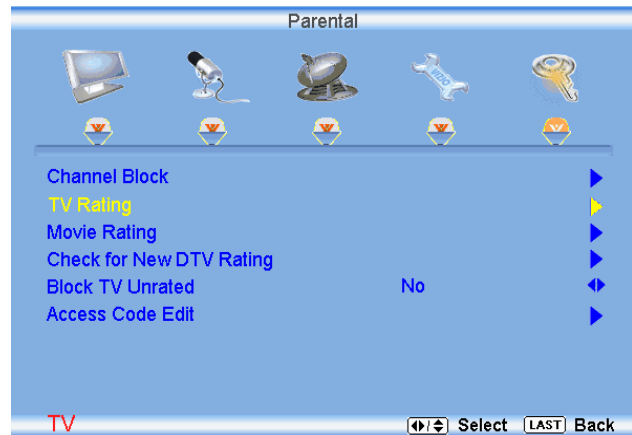 Parental
VIZIO
Channel Block
TV Rating
Movie Rating
Check for New DTV Rating
Block TV Unrated No
Access Code Edit
TV Select LAST Back